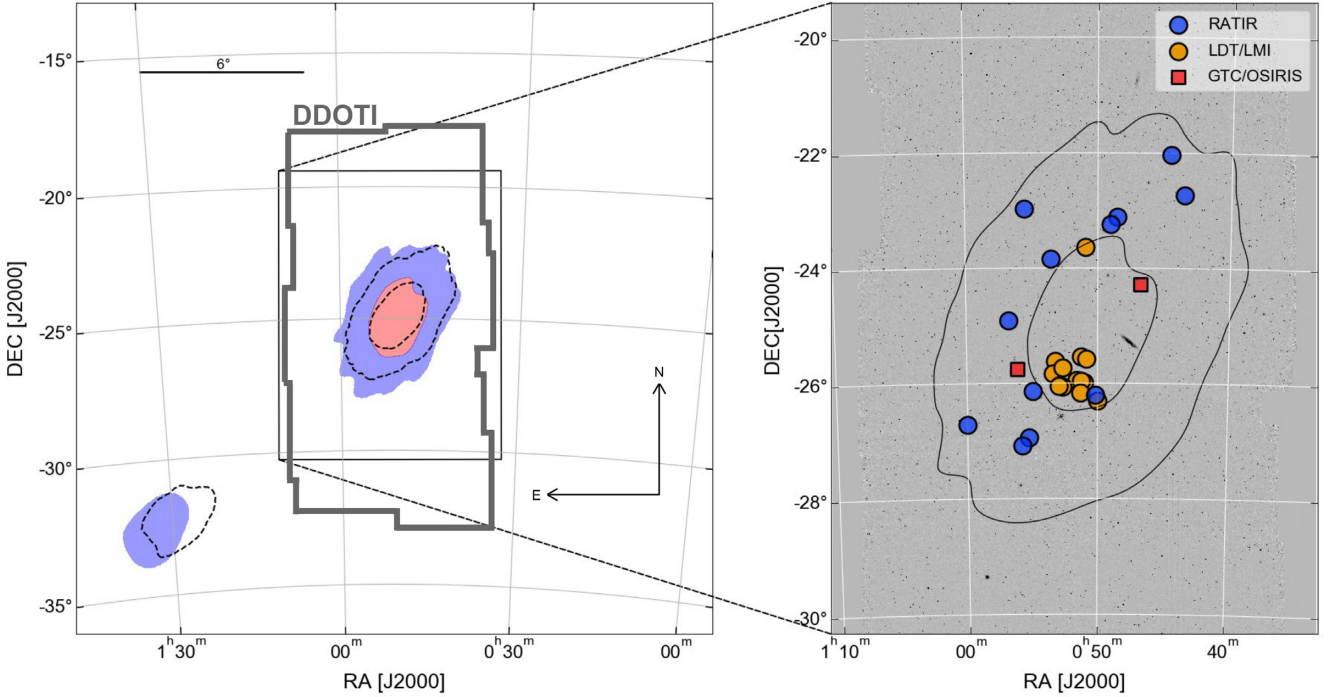 -15°
-20°
-25°
-30°
-35°
DEC [J2000]
6°
DDOTI
N
E
1ʰ30ᵐ
00ᵐ
0ʰ30ᵐ
00ᵐ
RA [J2000]
RATIR
LDT/LMI
GTC/OSIRIS
-20°
-22°
-24°
-26°
-28°
-30°
DEC[J2000]
1ʰ10ᵐ
00ᵐ
0ʰ50ᵐ
40ᵐ
RA [J2000]